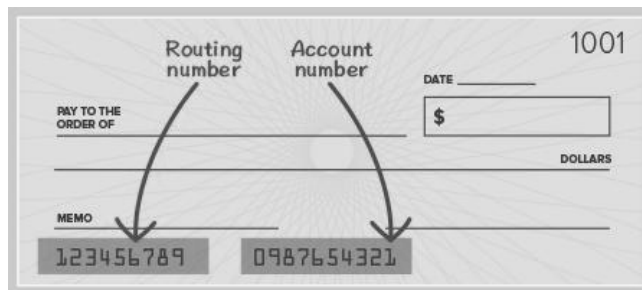 1001
Routing
number
Account
number
DATE
PAY TO THE
ORDER OF
$
DOLLARS
MEMO
123456789 0987654321